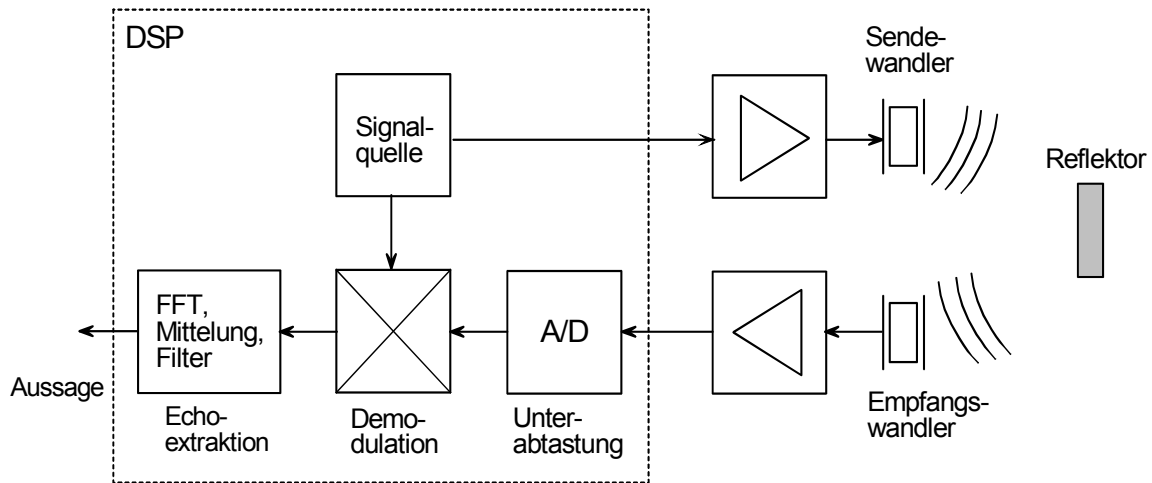 DSP
Sende-
wandler
Signal-
quelle
Reflektor
FFT,
Mittelung,
Filter
A/D
Aussage
Echo-
extraktion
Demo-
dulation
Unter-
abtastung
Empfangs-
wandler